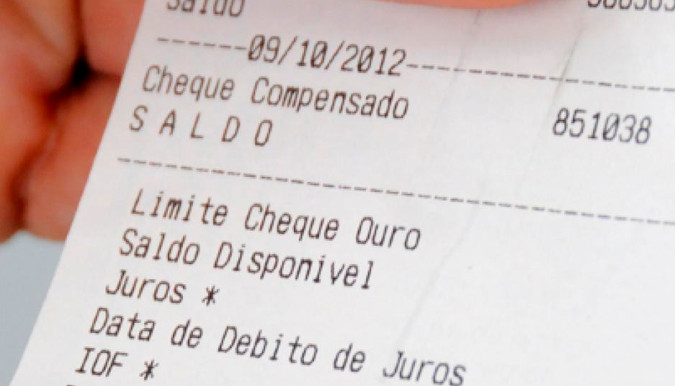 Saldo
------09/10/2012--------------------
Cheque Compensado 851038
S A L D O
------------------------------------
Limite Cheque Ouro
Saldo Disponivel
Juros *
Data de Debito de Juros
IOF *